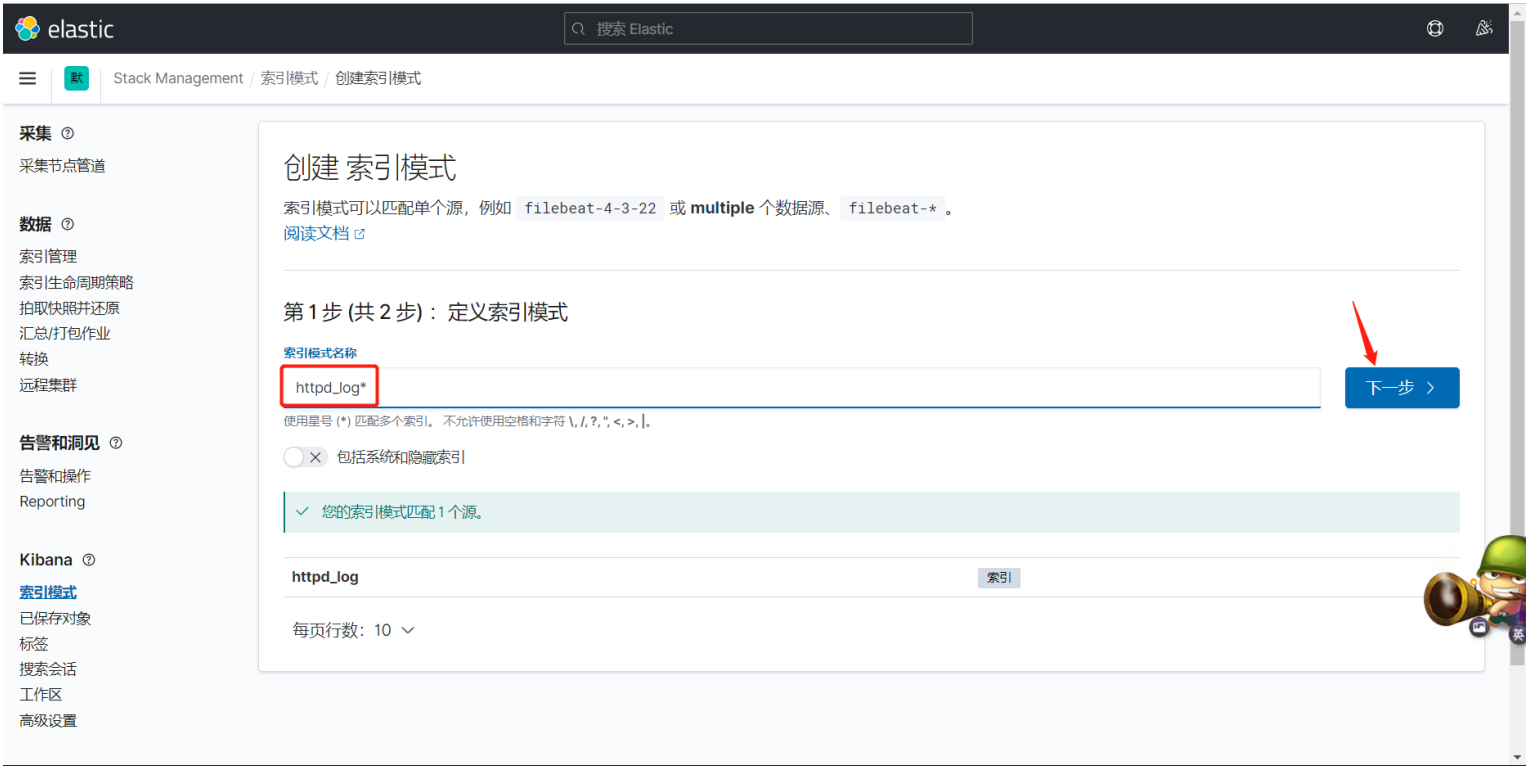 elastic
搜索 Elastic
默
Stack Management / 索引模式 / 创建索引模式
采集
采集节点管道
数据
索引管理
索引生命周期策略
拍取快照并还原
汇总/打包作业
转换
远程集群
告警和洞见
告警和操作
Reporting
Kibana
索引模式
已保存对象
标签
搜索会话
工作区
高级设置
创建 索引模式
索引模式可以匹配单个源，例如 filebeat-4-3-22 或 multiple 个数据源、 filebeat-* 。
阅读文档
第 1 步 (共 2 步) ：定义索引模式
索引模式名称
httpd_log*
下一步
使用星号 (*) 匹配多个索引。 不允许使用空格和字符 \, /, ?, ", <, >, |。
包括系统和隐藏索引
您的索引模式匹配 1 个源。
httpd_log 索引
每页行数：10
英